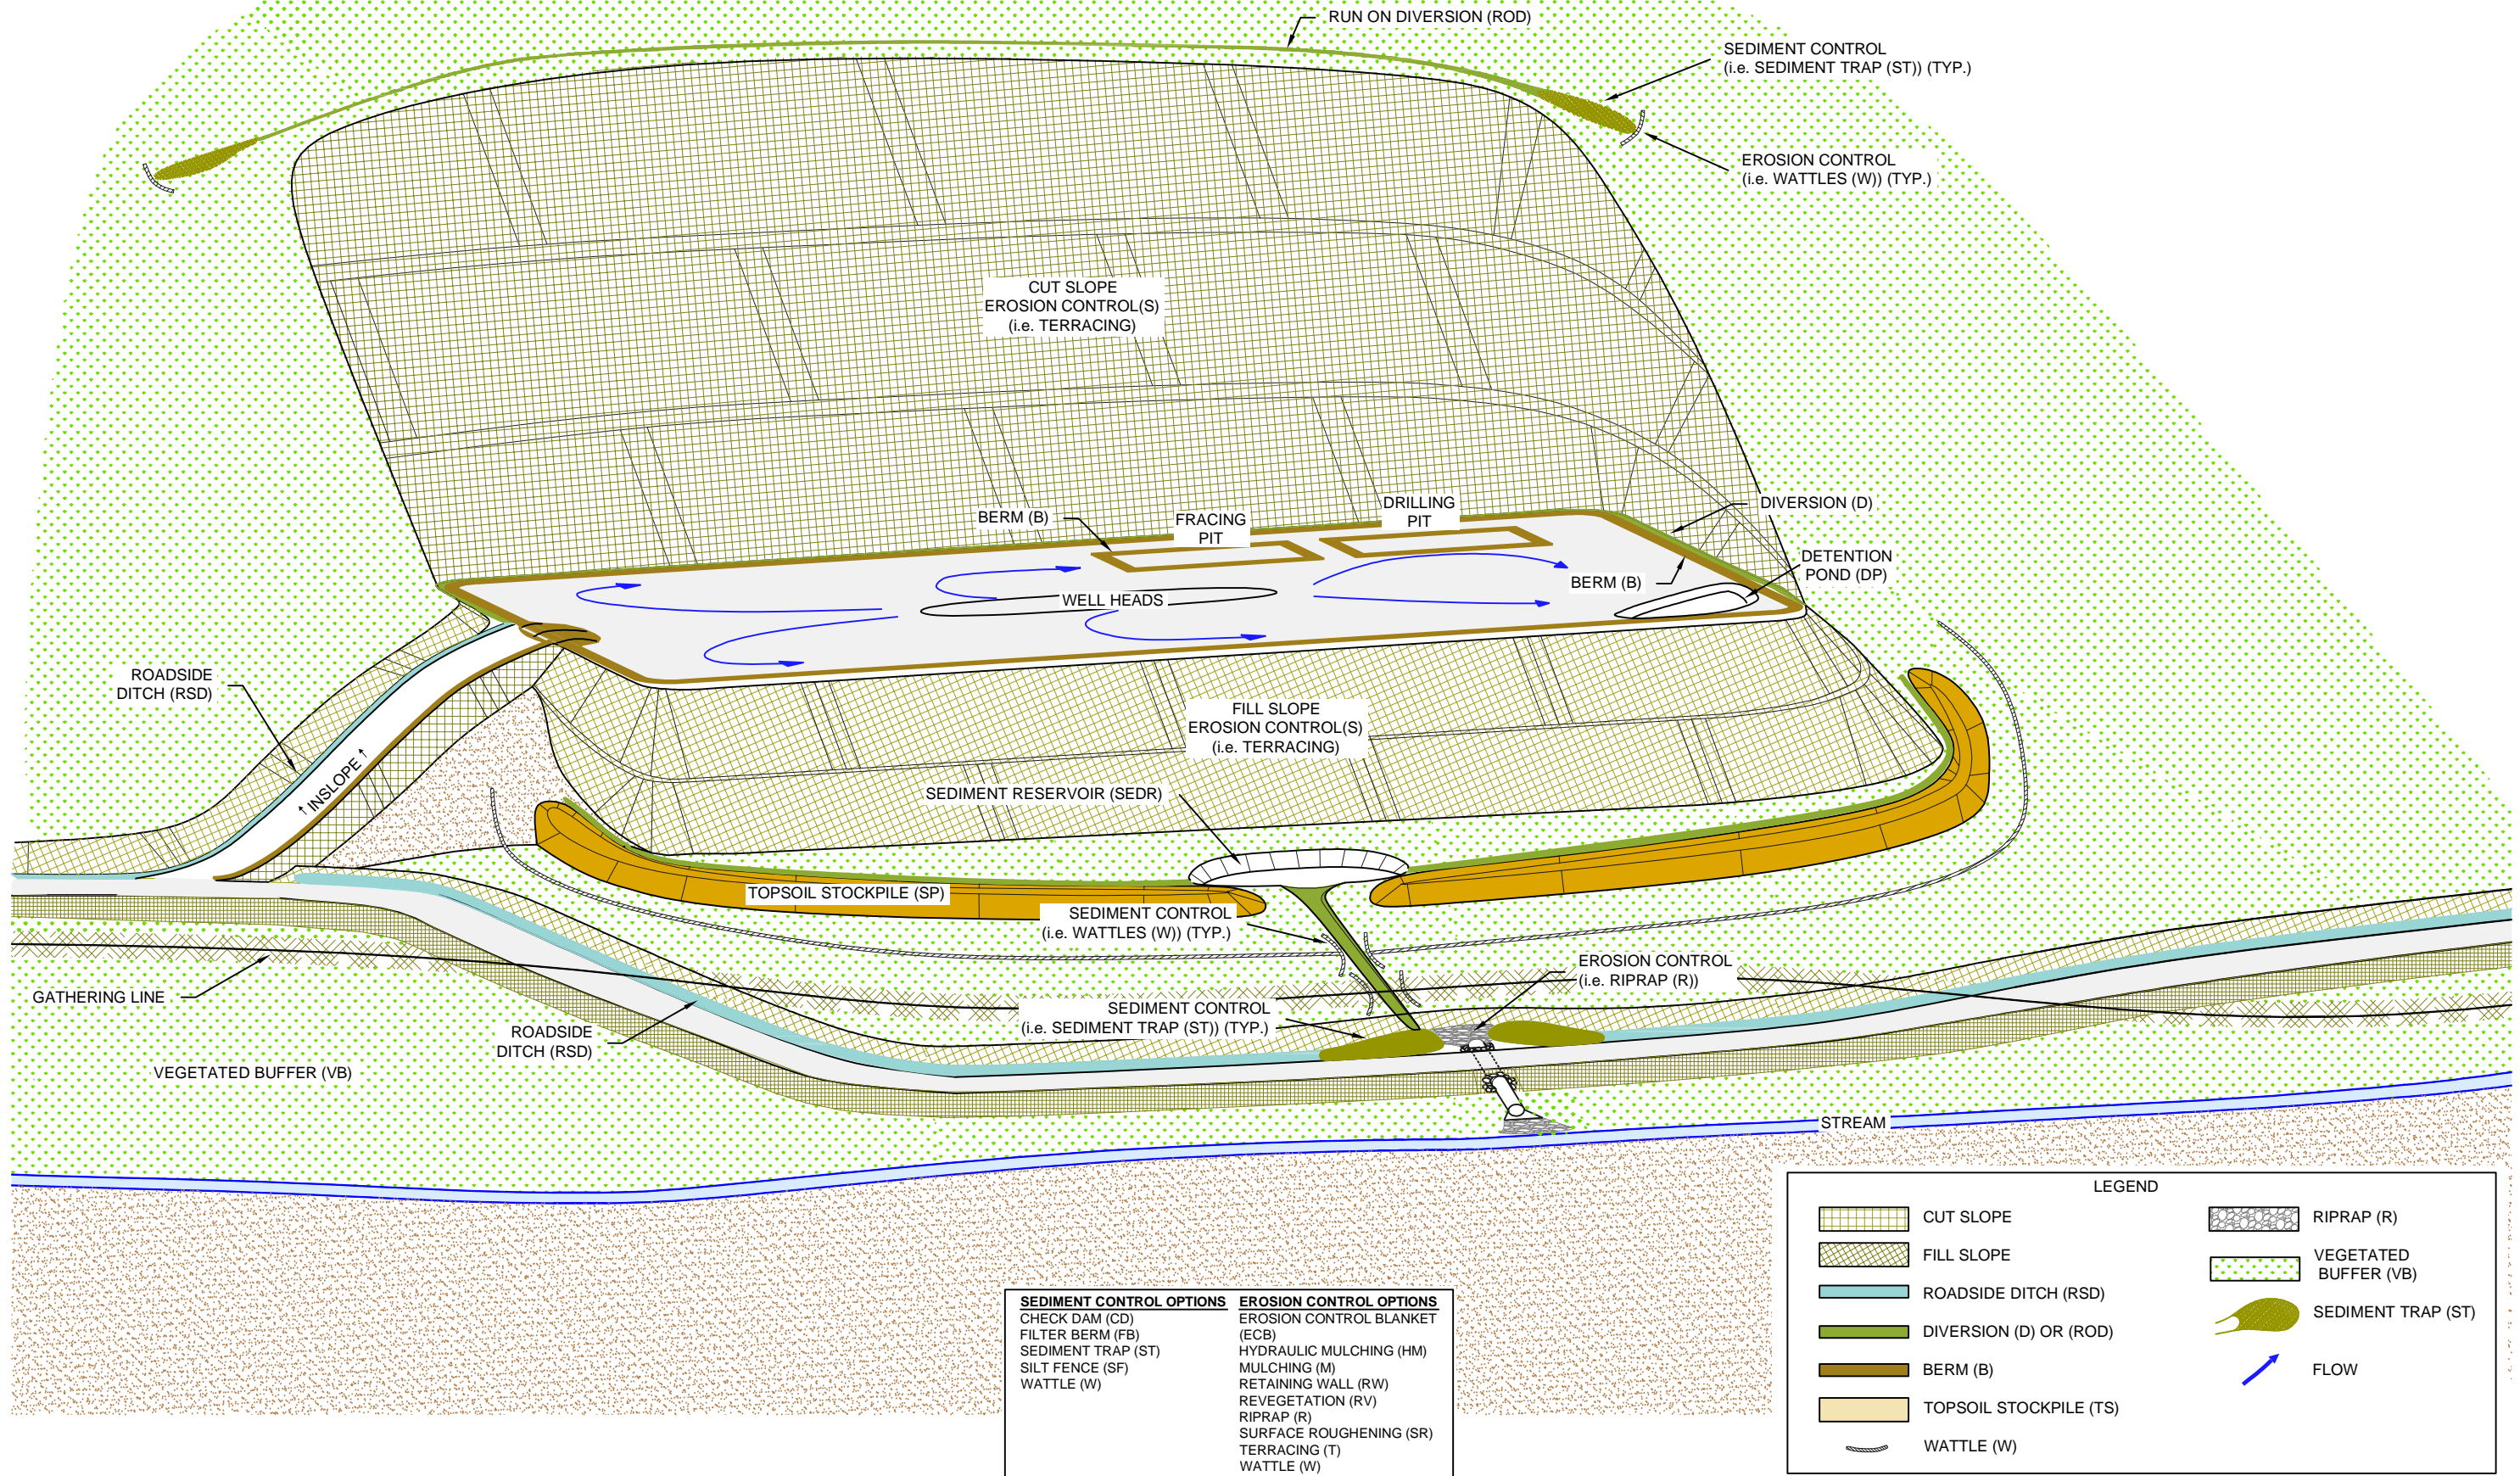 RUN ON DIVERSION (ROD)
SEDIMENT CONTROL
(i.e. SEDIMENT TRAP (ST)) (TYP.)
EROSION CONTROL
(i.e. WATTLES (W)) (TYP.)
CUT SLOPE
EROSION CONTROL(S)
(i.e. TERRACING)
BERM (B)
FRACING
PIT
DRILLING
PIT
DIVERSION (D)
DETENTION
POND (DP)
BERM (B)
WELL HEADS
ROADSIDE
DITCH (RSD)
INSLOPE
FILL SLOPE
EROSION CONTROL(S)
(i.e. TERRACING)
SEDIMENT RESERVOIR (SEDR)
TOPSOIL STOCKPILE (SP)
SEDIMENT CONTROL
(i.e. WATTLES (W)) (TYP.)
EROSION CONTROL
(i.e. RIPRAP (R))
GATHERING LINE
SEDIMENT CONTROL
(i.e. SEDIMENT TRAP (ST)) (TYP.)
ROADSIDE
DITCH (RSD)
VEGETATED BUFFER (VB)
STREAM
LEGEND
CUT SLOPE
FILL SLOPE
ROADSIDE DITCH (RSD)
DIVERSION (D) OR (ROD)
BERM (B)
TOPSOIL STOCKPILE (TS)
WATTLE (W)
RIPRAP (R)
VEGETATED
BUFFER (VB)
SEDIMENT TRAP (ST)
FLOW
SEDIMENT CONTROL OPTIONS
CHECK DAM (CD)
FILTER BERM (FB)
SEDIMENT TRAP (ST)
SILT FENCE (SF)
WATTLE (W)
EROSION CONTROL OPTIONS
EROSION CONTROL BLANKET
(ECB)
HYDRAULIC MULCHING (HM)
MULCHING (M)
RETAINING WALL (RW)
REVEGETATION (RV)
RIPRAP (R)
SURFACE ROUGHENING (SR)
TERRACING (T)
WATTLE (W)